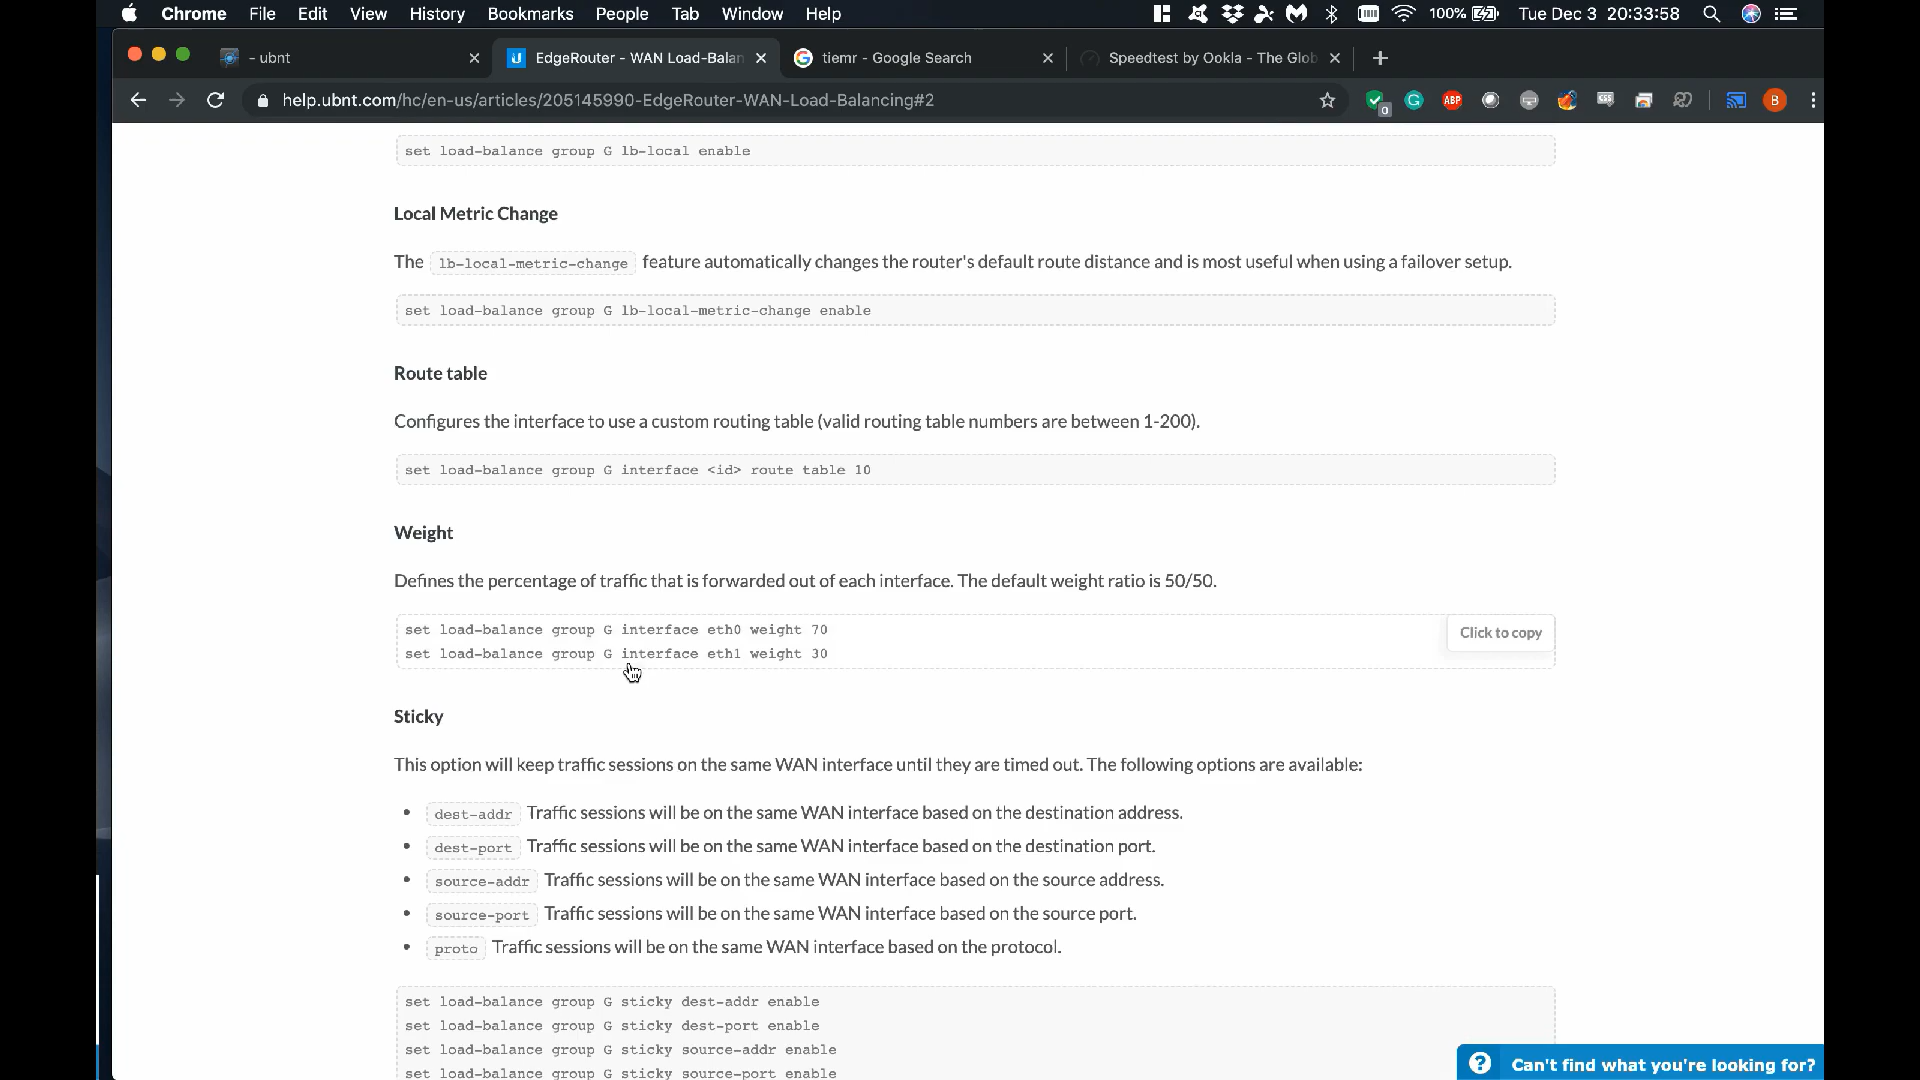 Chrome File Edit View History Bookmarks People Tab Window Help 100% Tue Dec 3 20:33:58
- ubnt EdgeRouter - WAN Load-Balan tiemr - Google Search Speedtest by Ookla - The Glob
help.ubnt.com/hc/en-us/articles/205145990-EdgeRouter-WAN-Load-Balancing#2 0 G ABP CSS B
set load-balance group G lb-local enable
Local Metric Change
The lb-local-metric-change feature automatically changes the router's default route distance and is most useful when using a failover setup.
set load-balance group G lb-local-metric-change enable
Route table
Configures the interface to use a custom routing table (valid routing table numbers are between 1-200).
set load-balance group G interface <id> route table 10
Weight
Defines the percentage of traffic that is forwarded out of each interface. The default weight ratio is 50/50.
set load-balance group G interface eth0 weight 70
Click to copy
set load-balance group G interface eth1 weight 30
Sticky
This option will keep traffic sessions on the same WAN interface until they are timed out. The following options are available:
• dest-addr Traffic sessions will be on the same WAN interface based on the destination address.
• dest-port Traffic sessions will be on the same WAN interface based on the destination port.
• source-addr Traffic sessions will be on the same WAN interface based on the source address.
• source-port Traffic sessions will be on the same WAN interface based on the source port.
• proto Traffic sessions will be on the same WAN interface based on the protocol.
set load-balance group G sticky dest-addr enable
set load-balance group G sticky dest-port enable
set load-balance group G sticky source-addr enable
set load-balance group G sticky source-port enable
? Can't find what you're looking for?